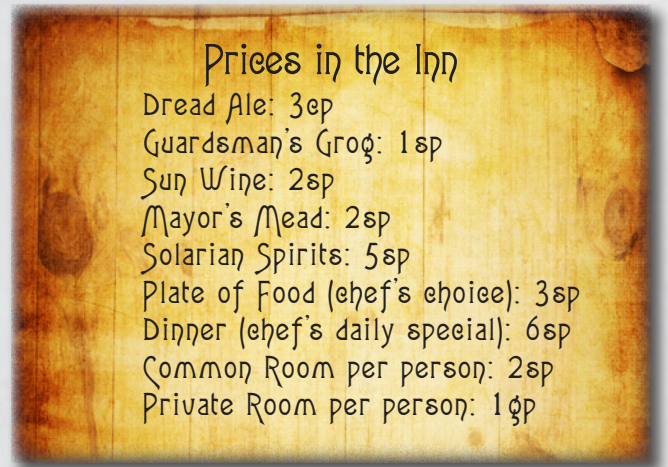 Prices in the Inn
Dread Ale: 3cp
Guardsman's Grog: 1sp
Sun Wine: 2sp
Mayor's Mead: 2sp
Solarian Spirits: 5sp
Plate of Food (chef's choice): 3sp
Dinner (chef's daily special): 6sp
Common Room per person: 2sp
Private Room per person: 1gp